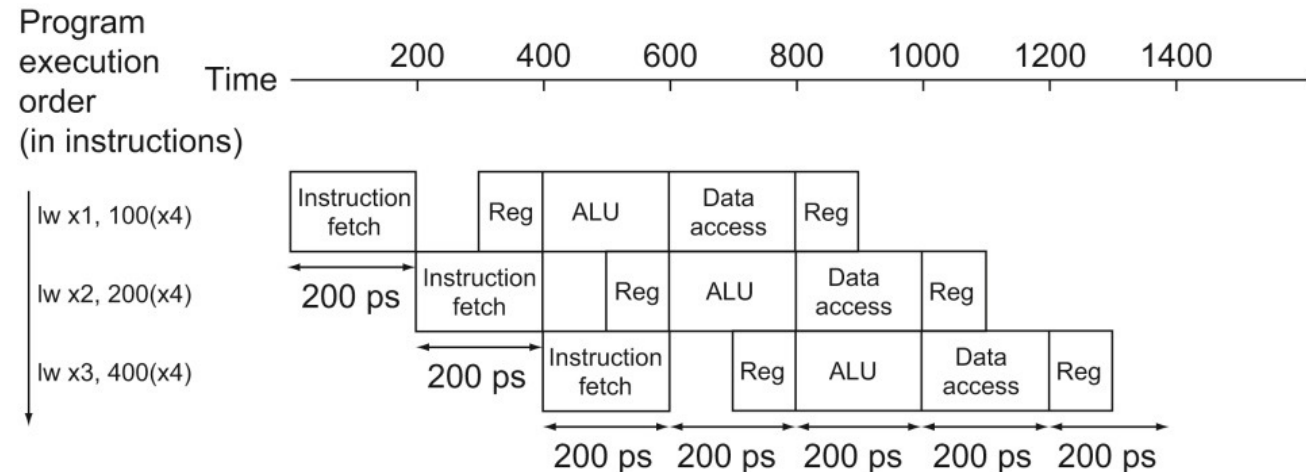 Program
execution
order
(in instructions)
Time
200 400 600 800 1000 1200 1400
lw x1, 100(x4)
Instruction
fetch
Reg
ALU
Data
access
Reg
200 ps
lw x2, 200(x4)
Instruction
fetch
Reg
ALU
Data
access
Reg
200 ps
lw x3, 400(x4)
Instruction
fetch
Reg
ALU
Data
access
Reg
200 ps 200 ps 200 ps 200 ps 200 ps